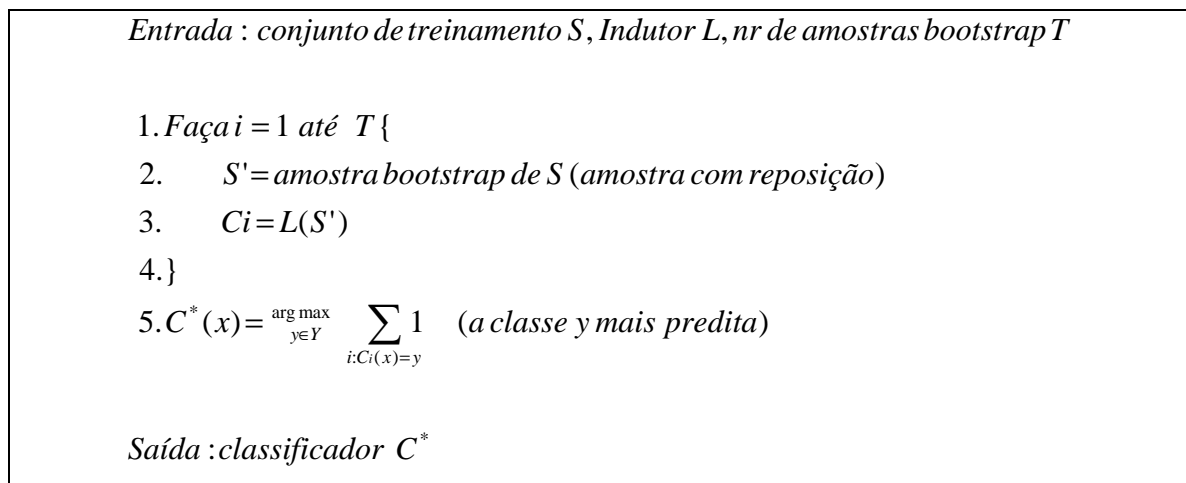 Entrada : conjunto de treinamento S, Indutor L, nr de amostras bootstrap T
1. Faça i = 1 até T {
2. S'= amostra bootstrap de S (amostra com reposição)
3. Ci = L(S')
4.}
5. C*(x) = arg max y∈Y ∑ i:Ci(x)=y 1 (a classe y mais predita)
Saída : classificador C*